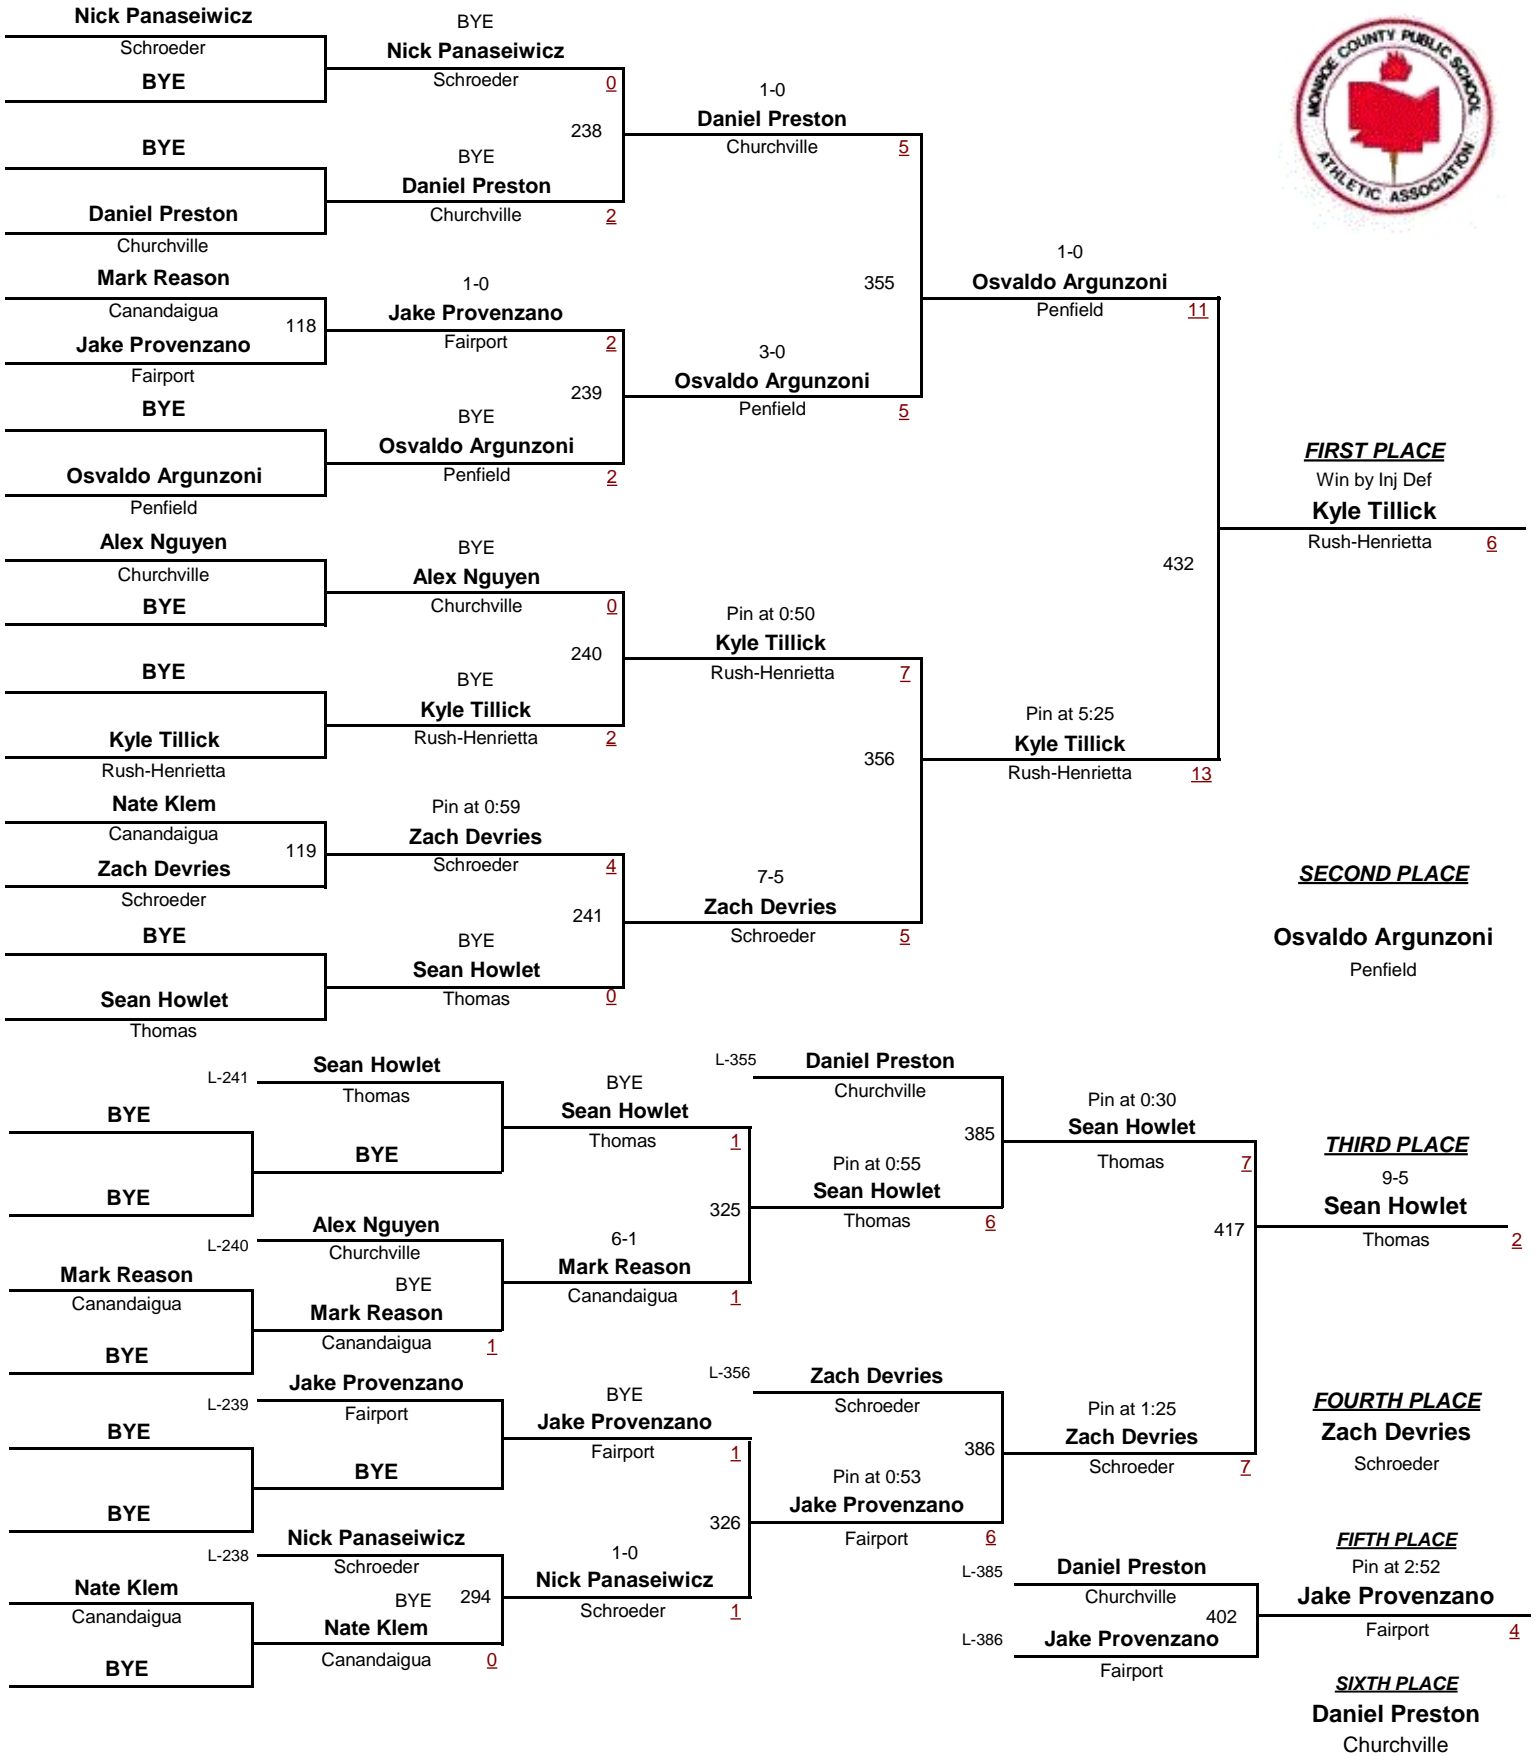 Nick Panaseiwicz
Schroeder
BYE
BYE
Daniel Preston
Churchville
Mark Reason
Canandaigua
118
Jake Provenzano
Fairport
BYE
Osvaldo Argunzoni
Penfield
Alex Nguyen
Churchville
BYE
BYE
Kyle Tillick
Rush-Henrietta
Nate Klem
Canandaigua
119
Zach Devries
Schroeder
BYE
Sean Howlet
Thomas
BYE
Nick Panaseiwicz
Schroeder 0
238
BYE
Daniel Preston
Churchville 2
1-0
Jake Provenzano
Fairport 2
239
BYE
Osvaldo Argunzoni
Penfield 2
BYE
Alex Nguyen
Churchville 0
240
BYE
Kyle Tillick
Rush-Henrietta 2
Pin at 0:59
Zach Devries
Schroeder 4
241
BYE
Sean Howlet
Thomas 0
1-0
Daniel Preston
Churchville 5
355
3-0
Osvaldo Argunzoni
Penfield 5
Pin at 0:50
Kyle Tillick
Rush-Henrietta 7
356
7-5
Zach Devries
Schroeder 5
1-0
Osvaldo Argunzoni
Penfield 11
432
Pin at 5:25
Kyle Tillick
Rush-Henrietta 13
MONROE COUNTY PUBLIC SCHOOL
ATHLETIC ASSOCIATION
FIRST PLACE
Win by Inj Def
Kyle Tillick
Rush-Henrietta 6
SECOND PLACE
Osvaldo Argunzoni
Penfield
BYE
BYE
Mark Reason
Canandaigua
BYE
BYE
BYE
Nate Klem
Canandaigua
BYE
L-241
Sean Howlet
Thomas
BYE
L-240
Alex Nguyen
Churchville
BYE
Mark Reason
Canandaigua 1
L-239
Jake Provenzano
Fairport
BYE
L-238
Nick Panaseiwicz
Schroeder
BYE 294
Nate Klem
Canandaigua 0
BYE
Sean Howlet
Thomas 1
325
6-1
Mark Reason
Canandaigua 1
BYE
Jake Provenzano
Fairport 1
326
1-0
Nick Panaseiwicz
Schroeder 1
L-355
Daniel Preston
Churchville
385
Pin at 0:55
Sean Howlet
Thomas 6
L-356
Zach Devries
Schroeder
386
Pin at 0:53
Jake Provenzano
Fairport 6
Pin at 0:30
Sean Howlet
Thomas 7
417
Pin at 1:25
Zach Devries
Schroeder 7
L-385
Daniel Preston
Churchville
402
L-386
Jake Provenzano
Fairport
THIRD PLACE
9-5
Sean Howlet
Thomas 2
FOURTH PLACE
Zach Devries
Schroeder
FIFTH PLACE
Pin at 2:52
Jake Provenzano
Fairport 4
SIXTH PLACE
Daniel Preston
Churchville